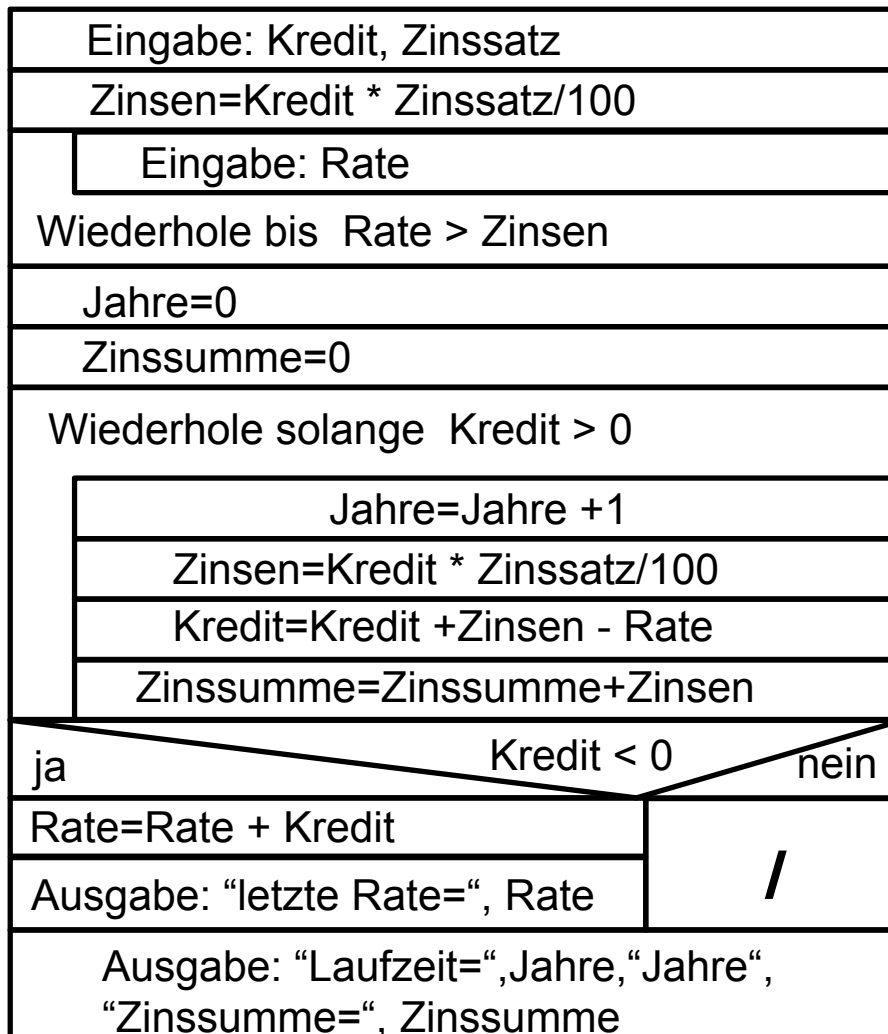 Eingabe: Kredit, Zinssatz
Zinsen=Kredit * Zinssatz/100
Eingabe: Rate
Wiederhole bis Rate > Zinsen
Jahre=0
Zinssumme=0
Wiederhole solange Kredit > 0
Jahre=Jahre +1
Zinsen=Kredit * Zinssatz/100
Kredit=Kredit +Zinsen - Rate
Zinssumme=Zinssumme+Zinsen
Kredit < 0
ja
nein
Rate=Rate + Kredit
/
Ausgabe: “letzte Rate=“, Rate
Ausgabe: “Laufzeit=“,Jahre,“Jahre“,
“Zinssumme=“, Zinssumme